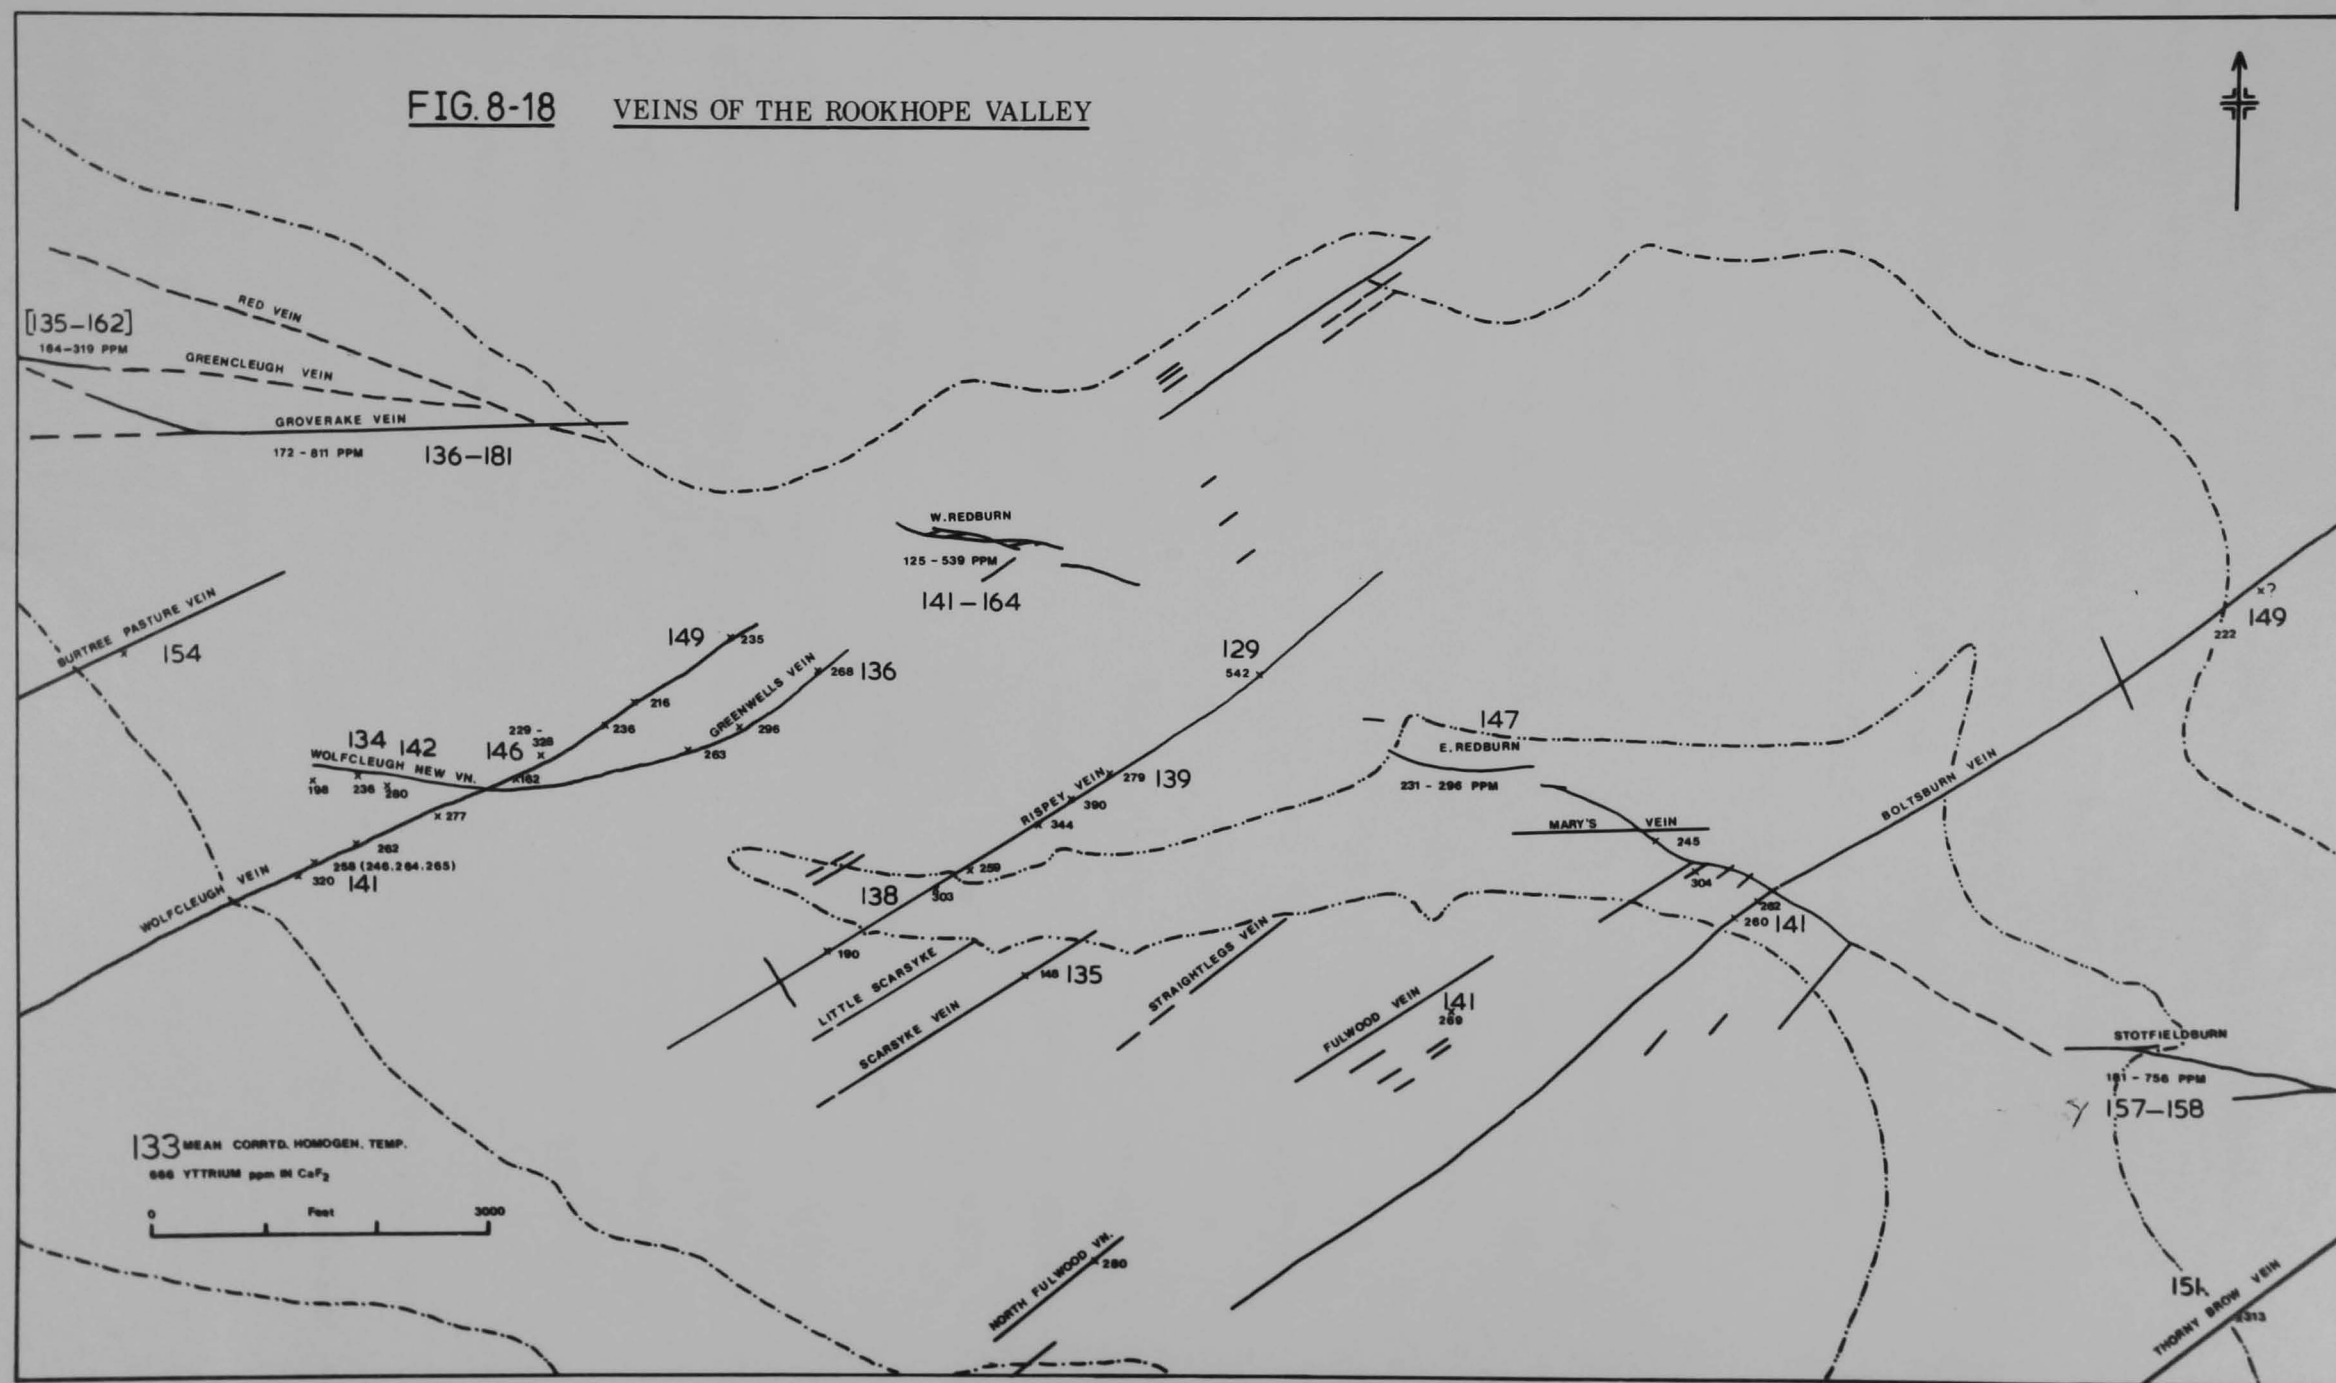 FIG. 8-18 VEINS OF THE ROOKHOPE VALLEY
RED VEIN
[135-162]
164-319 PPM
GREENCLEUGH VEIN
GROVERAKE VEIN
172 - 811 PPM
136-181
W. REDBURN
125 - 539 PPM
141-164
BURTREE PASTURE VEIN
154
149
235
216
236
GREENWELLS VEIN
268
136
296
263
229 -
328
134
142
146
WOLFCLEUGH NEW VN.
162
198
236
280
277
262
258 (246.264.265)
320
141
WOLFCLEUGH VEIN
129
542
RISPEY VEIN
279
139
390
344
259
138
303
190
147
E. REDBURN
231 - 296 PPM
MARY'S VEIN
245
304
262
260
141
BOLTSBURN VEIN
?
149
222
LITTLE SCARSYKE
SCARSYKE VEIN
148
135
STRAIGHTLEGS VEIN
FULWOOD VEIN
141
269
STOTFIELDBURN
181 - 756 PPM
157-158
133 MEAN CORRTD. HOMOGEN. TEMP.
666 YTTRIUM ppm IN CaF2
0 Feet 3000
NORTH FULWOOD VN.
280
151
THORNY BROW VEIN
313